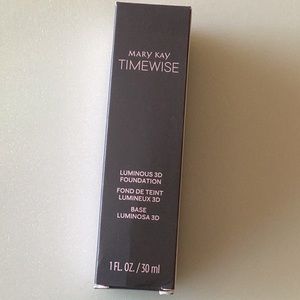 MARY KAY
TIMEWISE
LUMINOUS 3D
FOUNDATION
FOND DE TEINT
LUMINEUX 3D
BASE
LUMINOSA 3D
1 FL. OZ. / 30 ml